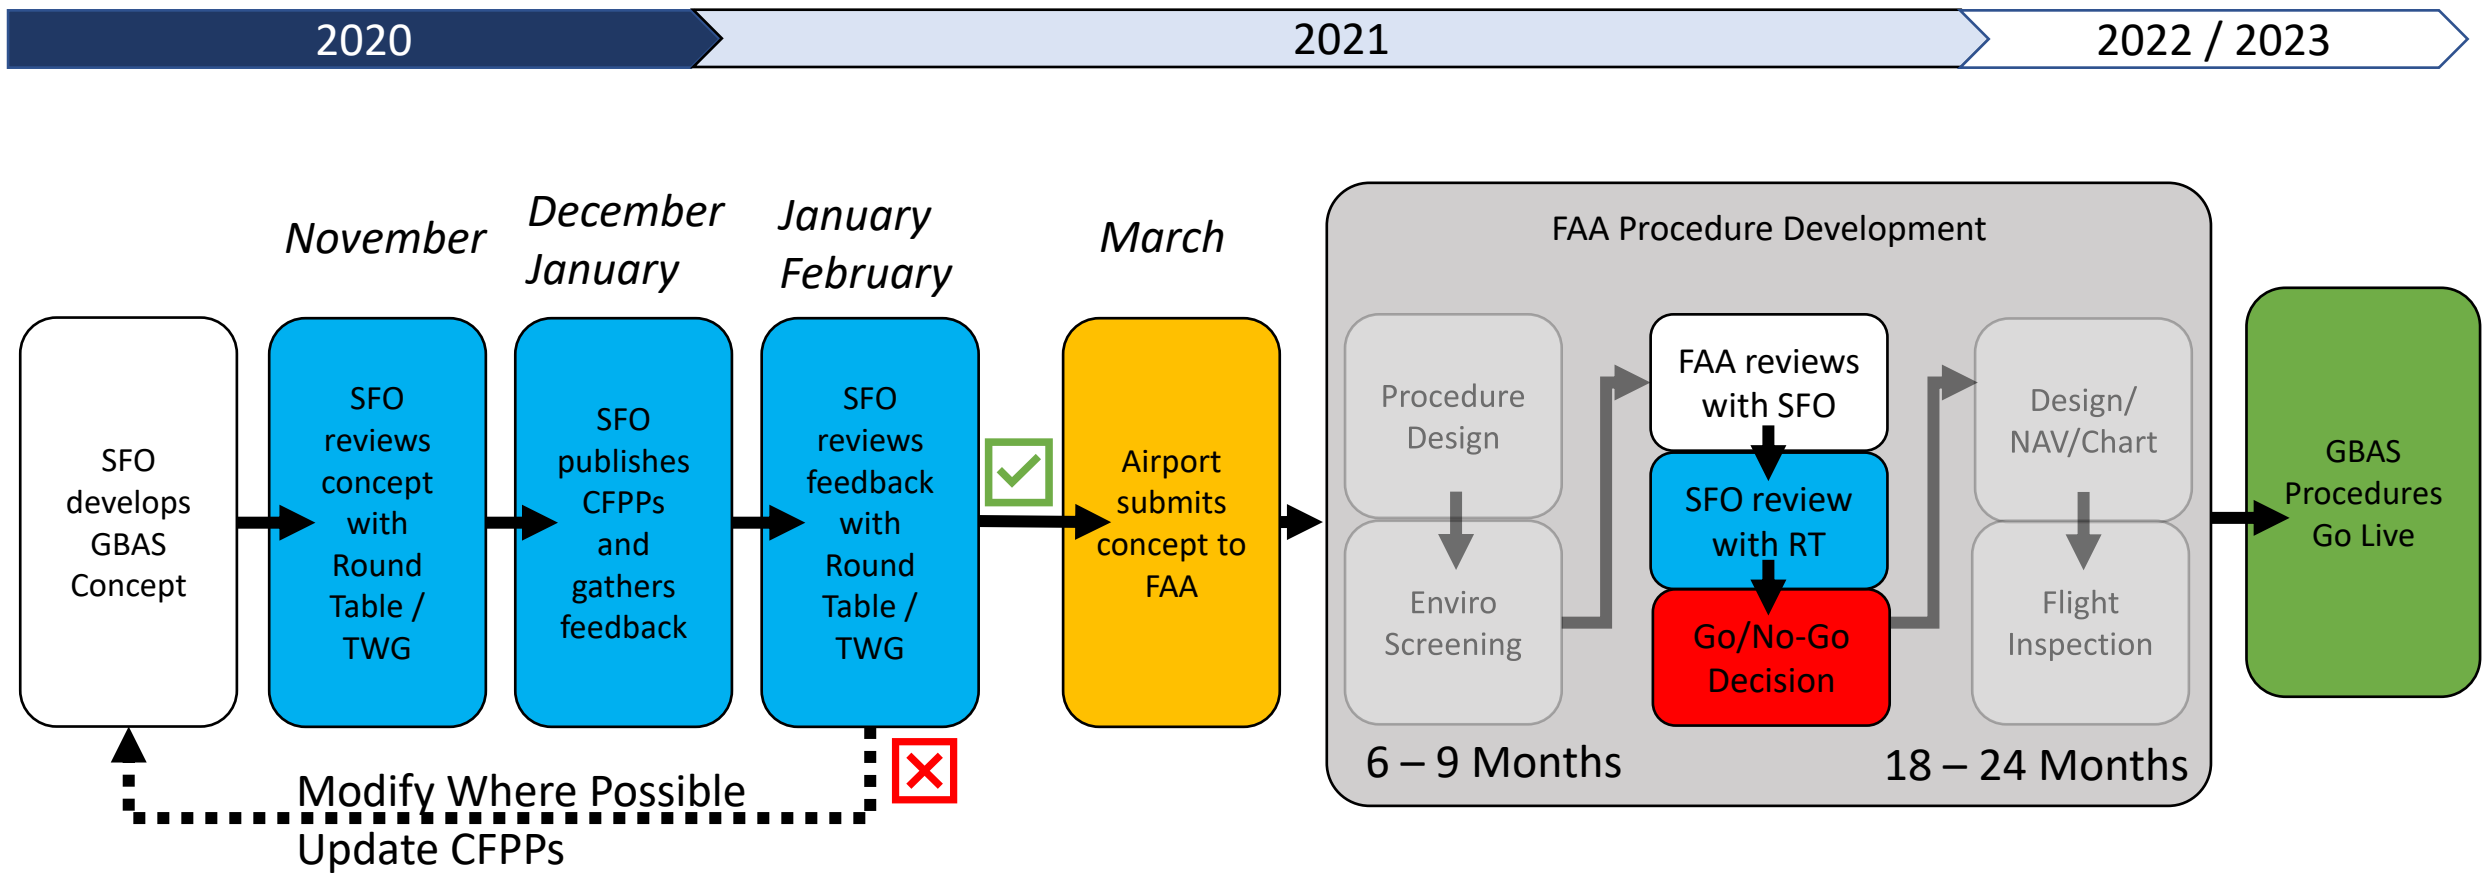 2020
2021
2022 / 2023
November
December
January
January
February
March
FAA Procedure Development
SFO
develops
GBAS
Concept
SFO
reviews
concept
with
Round
Table /
TWG
SFO
publishes
CFPPs
and
gathers
feedback
SFO
reviews
feedback
with
Round
Table /
TWG
Airport
submits
concept to
FAA
Procedure
Design
Enviro
Screening
FAA reviews
with SFO
SFO review
with RT
Go/No-Go
Decision
Design/
NAV/Chart
Flight
Inspection
6 – 9 Months
18 – 24 Months
GBAS
Procedures
Go Live
Modify Where Possible
Update CFPPs